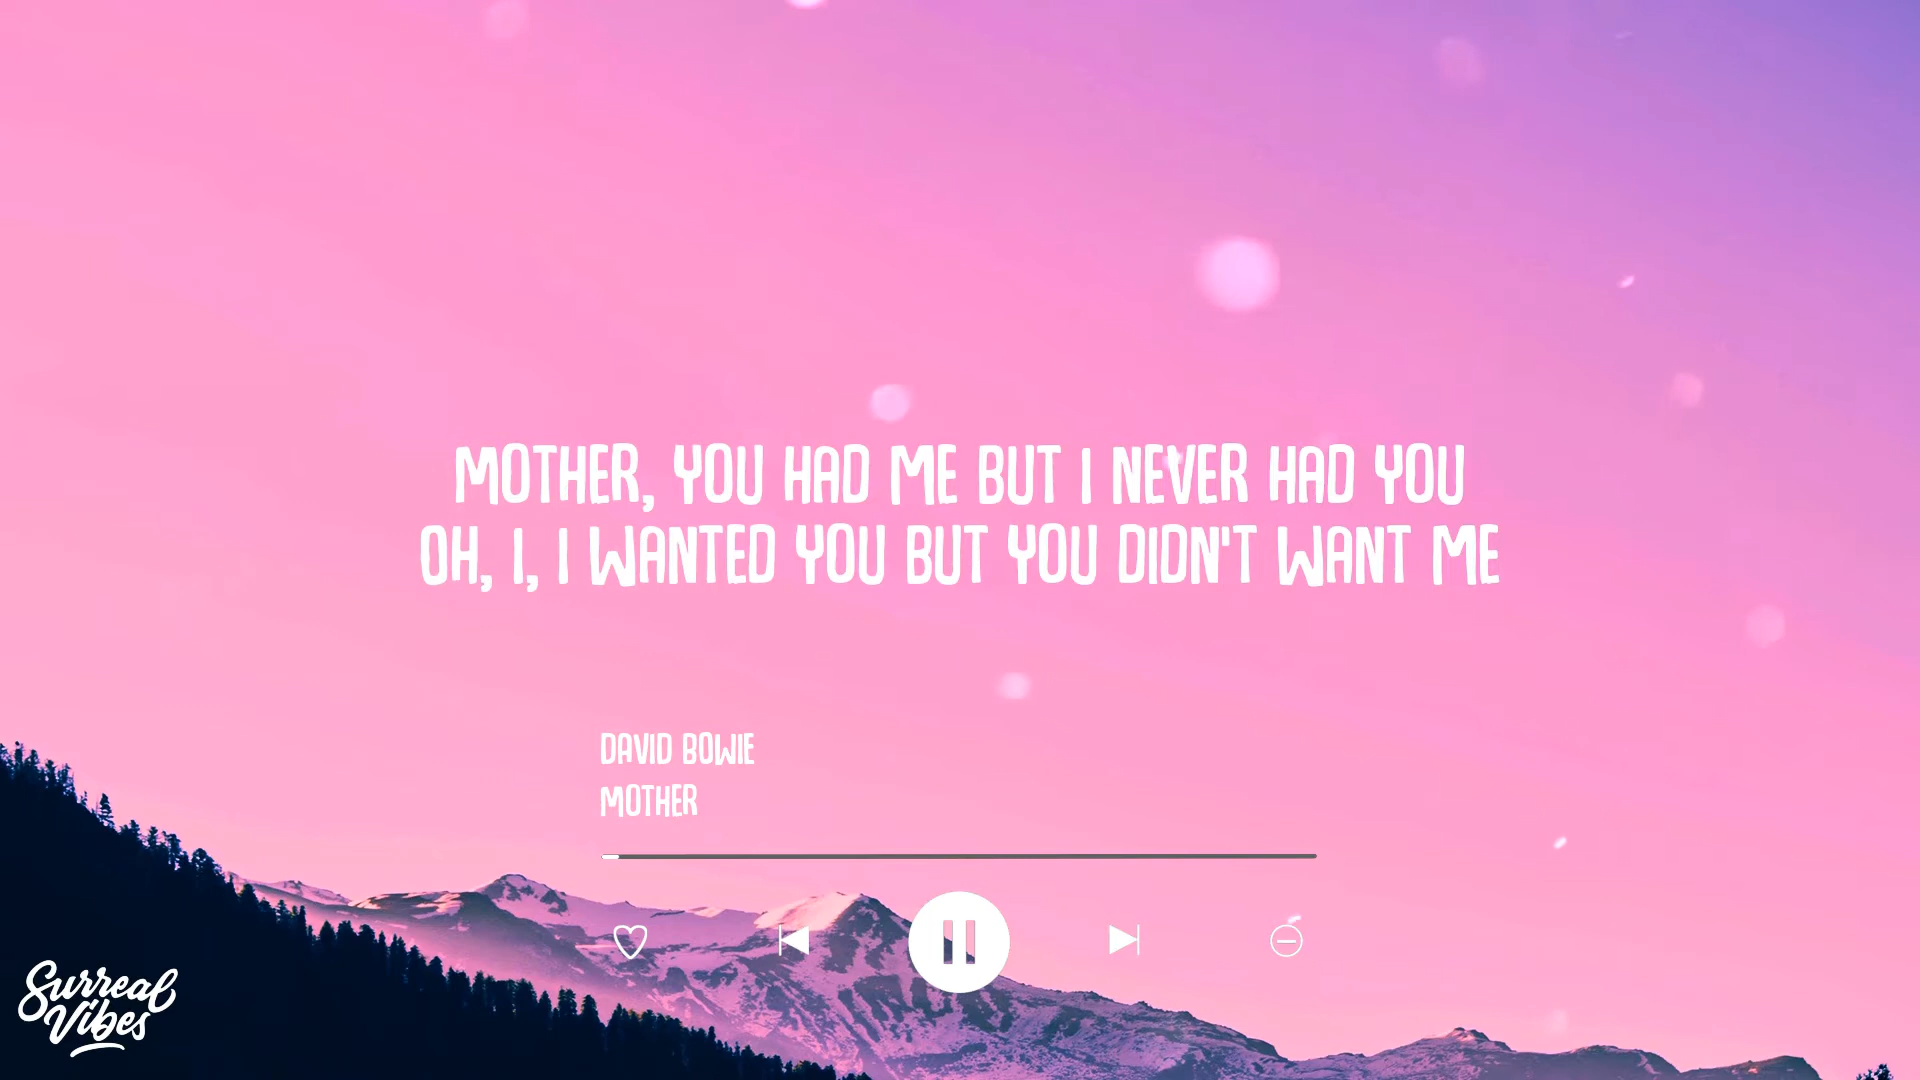 MOTHER, YOU HAD ME BUT I NEVER HAD YOU
OH, I, I WANTED YOU BUT YOU DIDN'T WANT ME
DAVID BOWIE
MOTHER
Surreal
Vibes